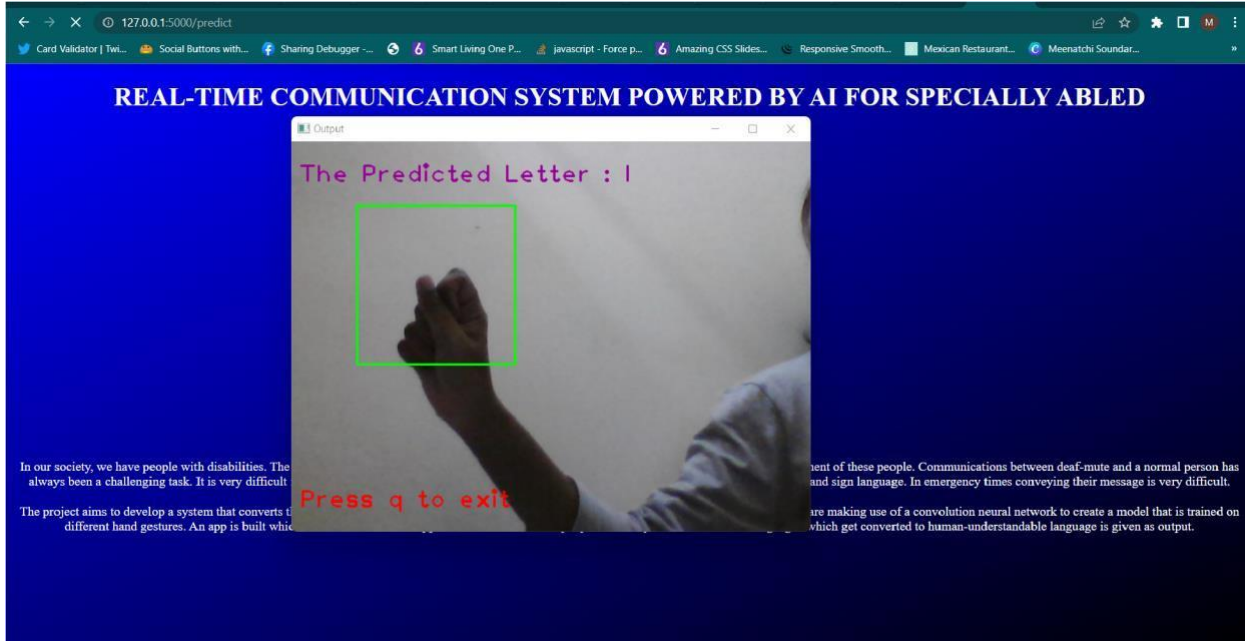 127.0.0.1:5000/predict
M
Card Validator | Twi... Social Buttons with... Sharing Debugger -... Smart Living One P... javascript - Force p... Amazing CSS Slides... Responsive Smooth... Mexican Restaurant... Meenatchi Soundar... »
REAL-TIME COMMUNICATION SYSTEM POWERED BY AI FOR SPECIALLY ABLED
Output
The Predicted Letter : I
Press q to exit
In our society, we have people with disabilities. The ent of these people. Communications between deaf-mute and a normal person has
always been a challenging task. It is very difficult and sign language. In emergency times conveying their message is very difficult.
The project aims to develop a system that converts are making use of a convolution neural network to create a model that is trained on
different hand gestures. An app is built which get converted to human-understandable language is given as output.